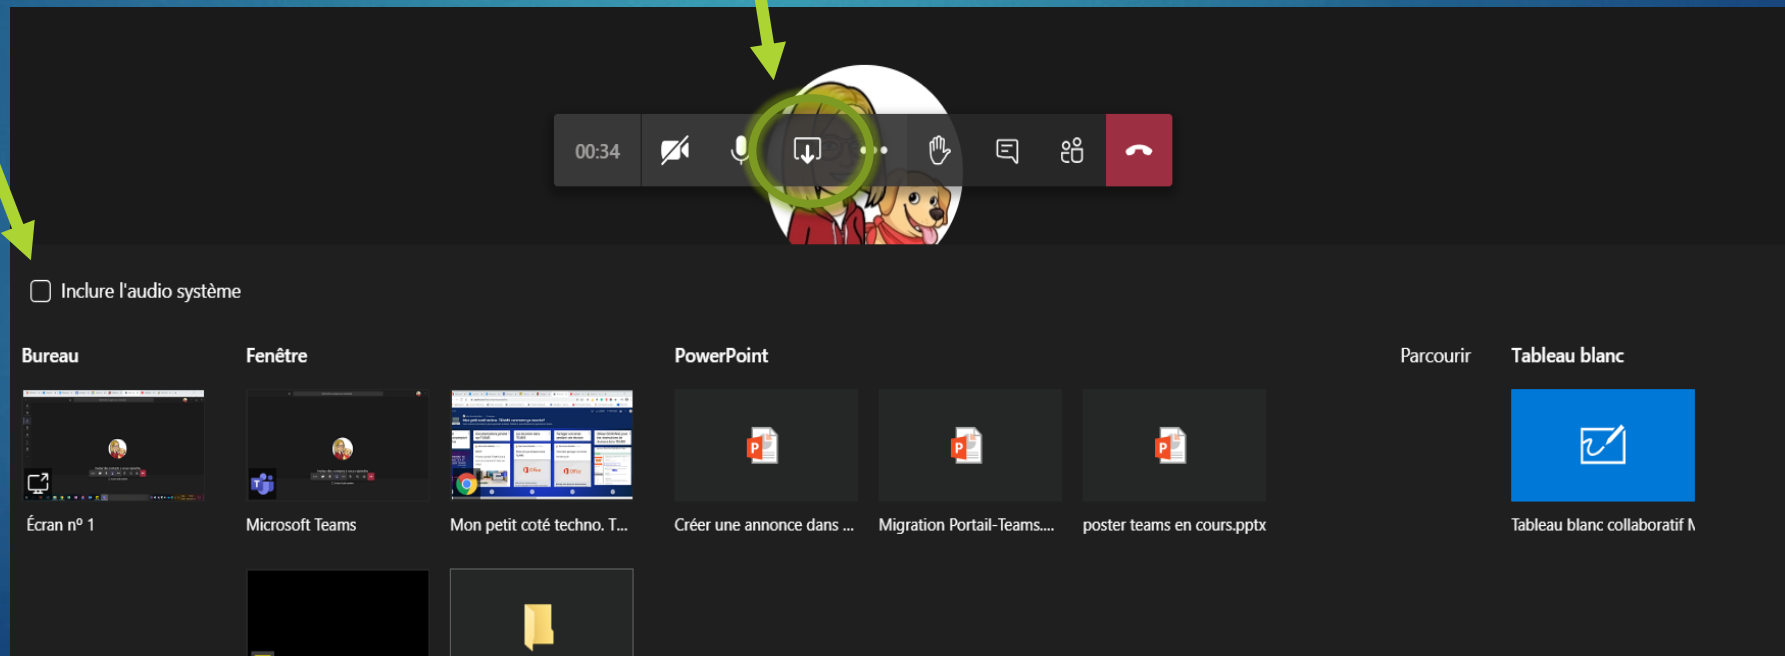 00:34
Inclure l'audio système
Bureau
Fenêtre
PowerPoint
Parcourir
Tableau blanc
Écran nº 1
Microsoft Teams
Mon petit coté techno. T...
Créer une annonce dans ...
Migration Portail-Teams....
poster teams en cours.pptx
Tableau blanc collaboratif M